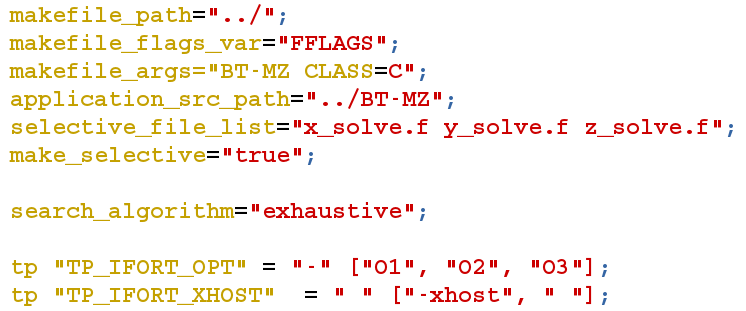 makefile_path="../";
makefile_flags_var="FFLAGS";
makefile_args="BT-MZ CLASS=C";
application_src_path="../BT-MZ";
selective_file_list="x_solve.f y_solve.f z_solve.f";
make_selective="true";
search_algorithm="exhaustive";
tp "TP_IFORT_OPT" = "-" ["O1", "O2", "O3"];
tp "TP_IFORT_XHOST"  = " " ["-xhost", " "];